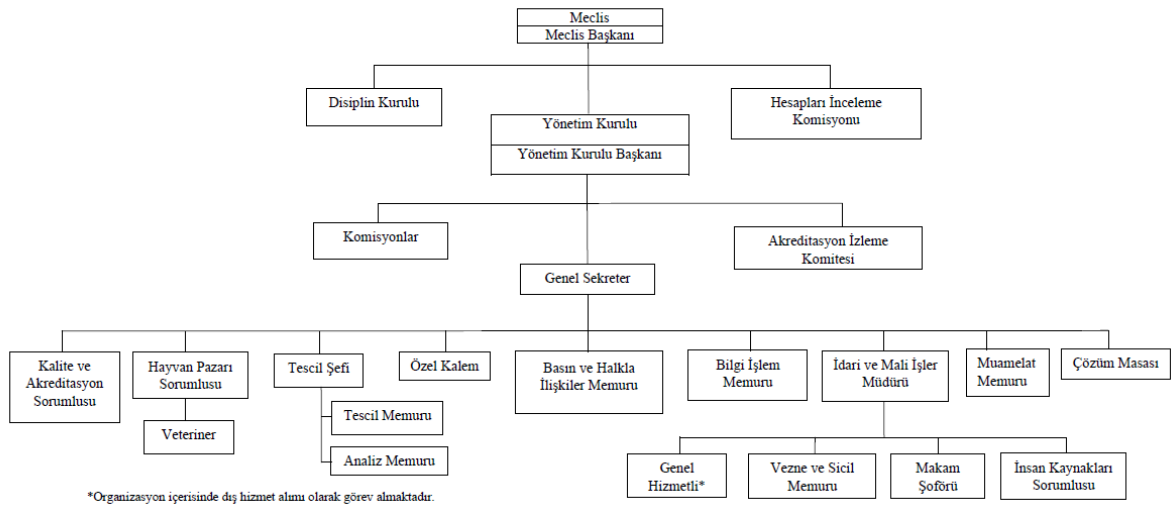 Meclis
Meclis Başkanı
Disiplin Kurulu
Hesapları İnceleme
Komisyonu
Yönetim Kurulu
Yönetim Kurulu Başkanı
Komisyonlar
Akreditasyon İzleme
Komitesi
Genel Sekreter
Kalite ve
Akreditasyon
Sorumlusu
Hayvan Pazarı
Sorumlusu
Tescil Şefi
Özel Kalem
Basın ve Halkla
İlişkiler Memuru
Bilgi İşlem
Memuru
İdari ve Mali İşler
Müdürü
Muamelat
Memuru
Çözüm Masası
Veteriner
Tescil Memuru
Analiz Memuru
Genel
Hizmetli*
Vezne ve Sicil
Memuru
Makam
Şoförü
İnsan Kaynakları
Sorumlusu
*Organizasyon içerisinde dış hizmet alımı olarak görev almaktadır.